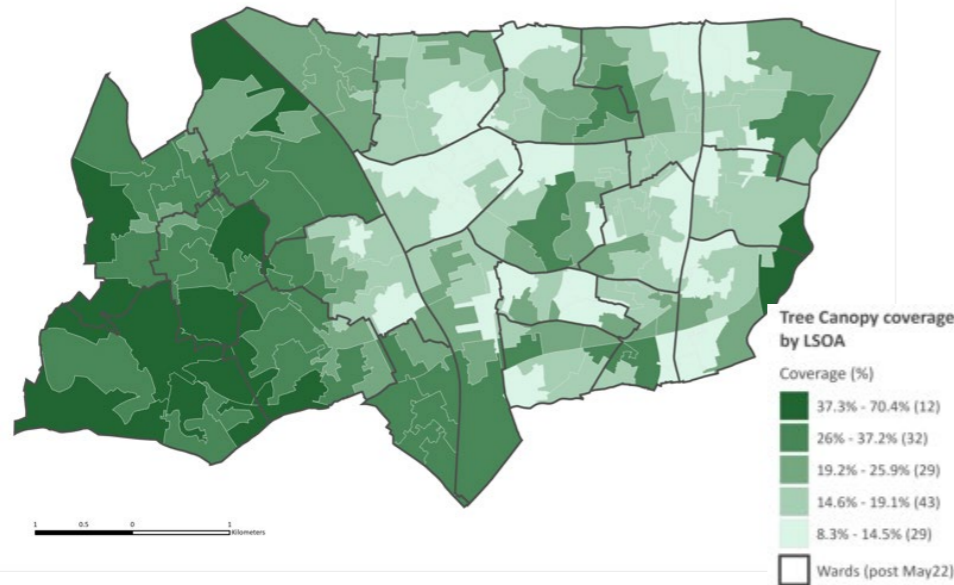 Tree Canopy coverage
by LSOA
Coverage (%)
37.3% - 70.4% (12)
26% - 37.2% (32)
19.2% - 25.9% (29)
14.6% - 19.1% (43)
8.3% - 14.5% (29)
Wards (post May22)
1 0.5 0 1
Kilometers